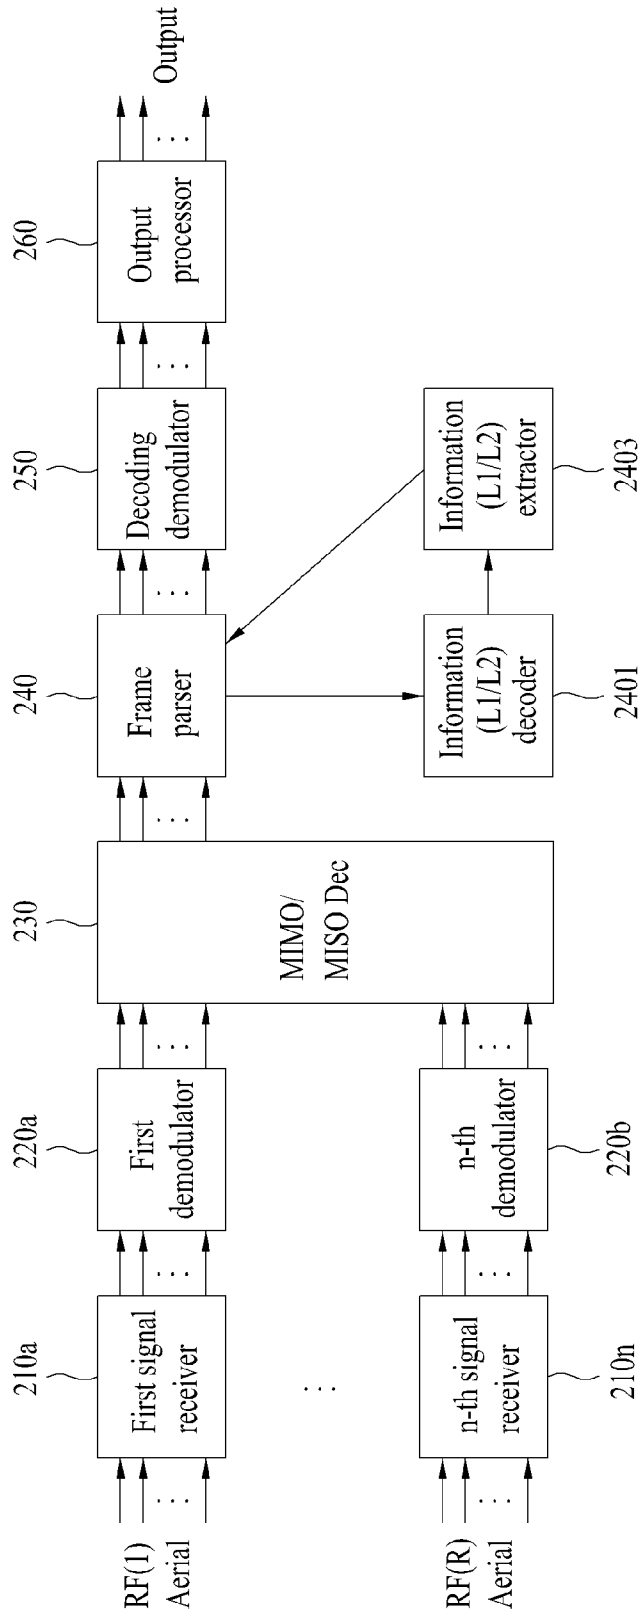 RF(1)
Aerial
210a
First signal
receiver
220a
First
demodulator
230
MIMO/
MISO Dec
240
Frame
parser
250
Decoding
demodulator
260
Output
processor
Output
RF(R)
Aerial
n-th signal
receiver
210n
n-th
demodulator
220b
Information
(L1/L2)
decoder
2401
Information
(L1/L2)
extractor
2403